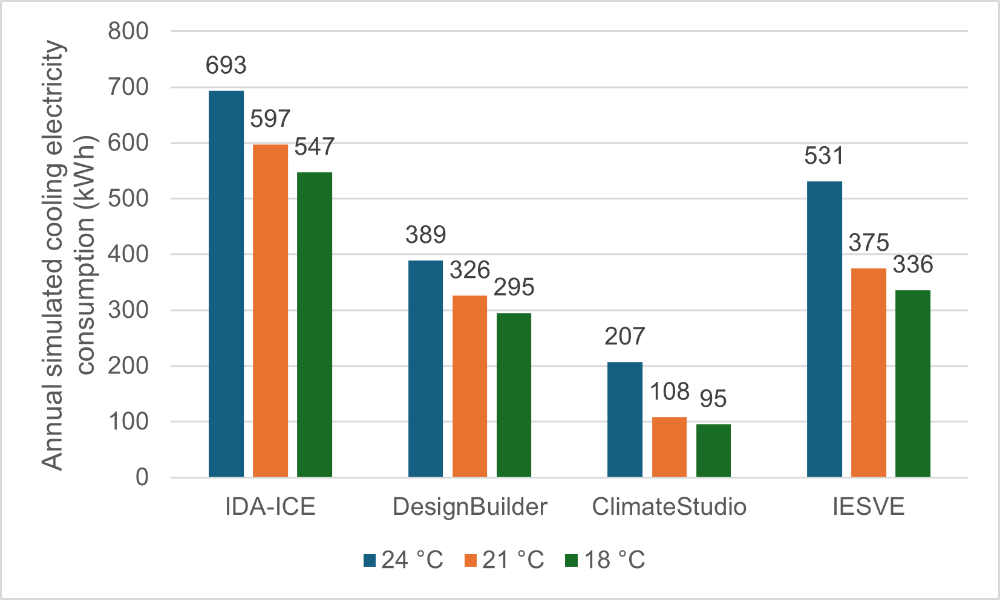 Annual simulated cooling electricity
consumption (kWh)
800
700
600
500
400
300
200
100
0
693
597
547
389
326
295
207
108
95
531
375
336
IDA-ICE
DesignBuilder
ClimateStudio
IESVE
24 °C
21 °C
18 °C